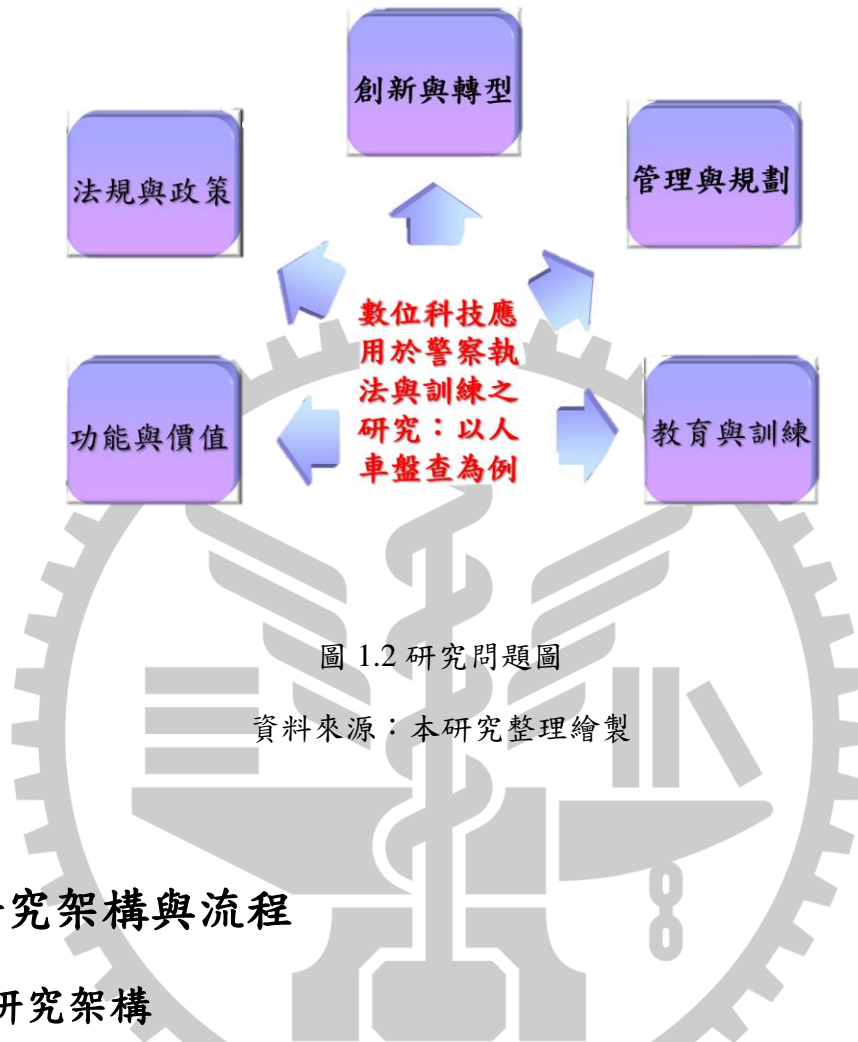 創新與轉型
法規與政策
管理與規劃
數位科技應
用於警察執
法與訓練之
研究：以人
車盤查為例
功能與價值
教育與訓練
圖 1.2 研究問題圖
資料來源：本研究整理繪製
究架構與流程
研究架構